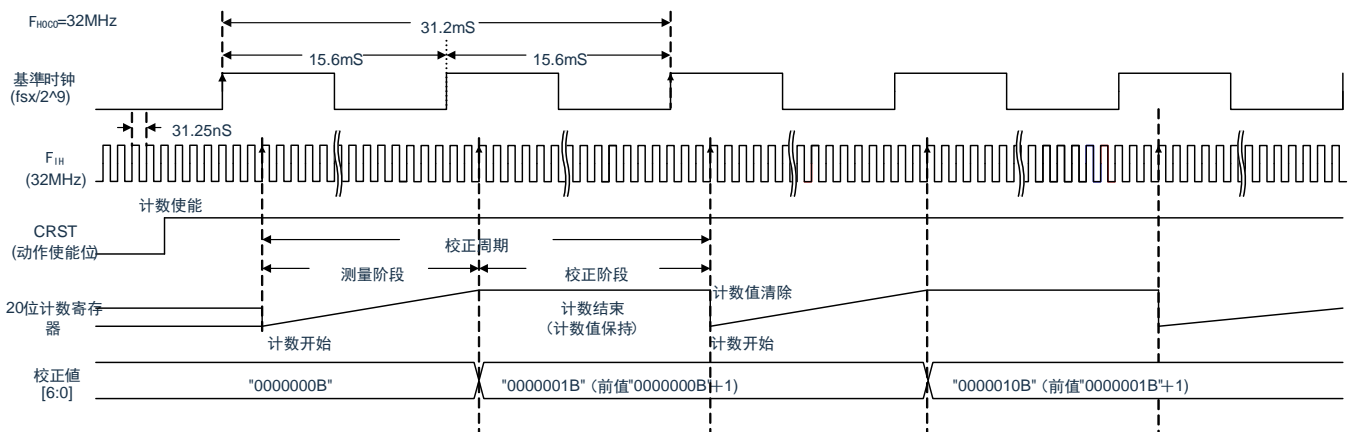 FHOCO=32MHz
31.2mS
15.6mS
15.6mS
基準时钟
(fsx/2^9)
31.25nS
FIH
(32MHz)
计数使能
CRST
(动作使能位)
校正周期
测量阶段
校正阶段
20位计数寄存
器
计数值清除
计数结束
（计数值保持）
计数开始
计数开始
校正值
[6:0]
"0000000B"
"0000001B"（前值"0000000B"＋1）
"0000010B"（前值"0000001B"＋1）